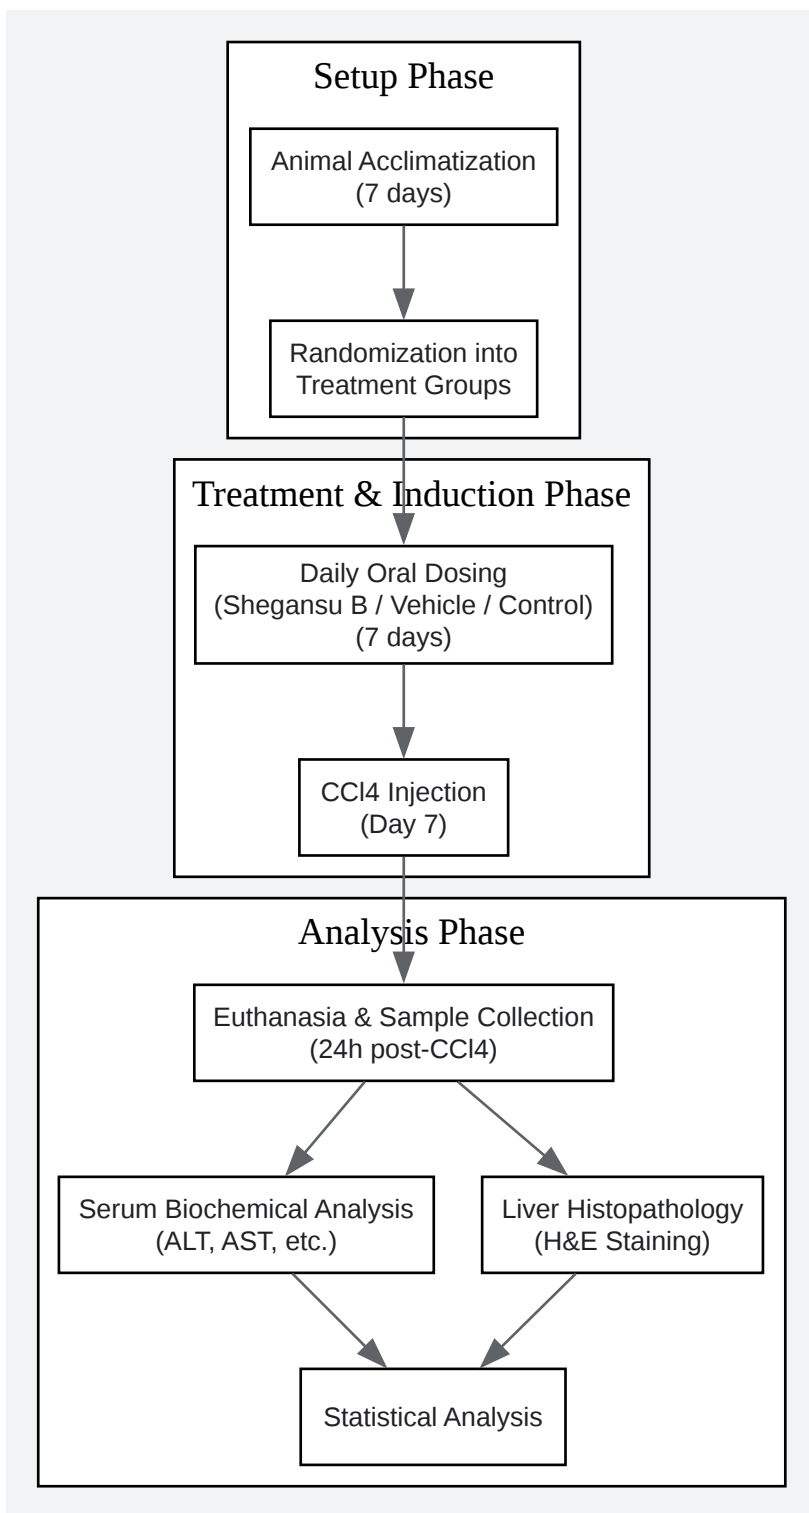 Setup Phase
Animal Acclimatization
(7 days)
Randomization into
Treatment Groups
Treatment & Induction Phase
Daily Oral Dosing
(Shegansu B / Vehicle / Control)
(7 days)
CCl4 Injection
(Day 7)
Analysis Phase
Euthanasia & Sample Collection
(24h post-CCl4)
Serum Biochemical Analysis
(ALT, AST, etc.)
Liver Histopathology
(H&E Staining)
Statistical Analysis